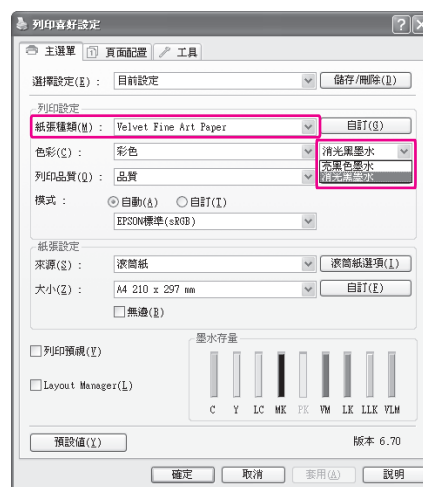 列印喜好設定
主選單 頁面配置 工具
選擇設定(E) : 目前設定 儲存/刪除(D)
列印設定
紙張種類(M) : Velvet Fine Art Paper 自訂(G)
色彩(C) : 彩色 消光黑墨水
亮黑色墨水
列印品質(Q) : 品質 消光黑墨水
模式 : 自動(A) 自訂(I)
EPSON標準(sRGB)
紙張設定
來源(S) : 滾筒紙 滾筒紙選項(I)
大小(Z) : A4 210 x 297 mm 自訂(F)
無邊(B)
墨水存量
列印預視(V)
Layout Manager(L)
C Y LC MK PK VM LK LLK VLM
預設值(Y) 版本 6.70
確定 取消 套用(A) 說明